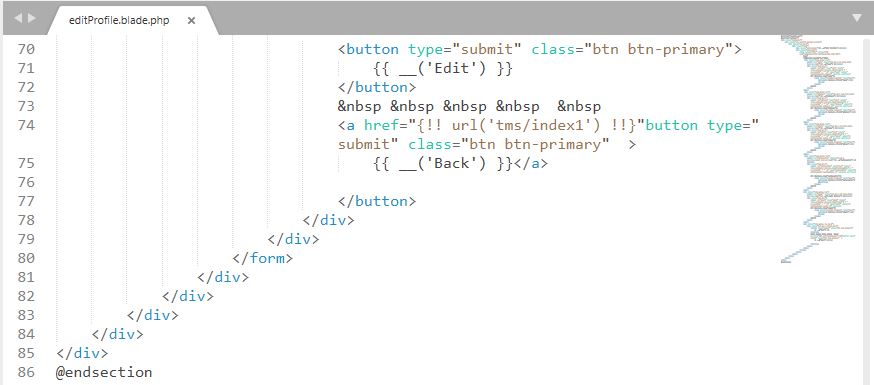 editProfile.blade.php ×
70 <button type="submit" class="btn btn-primary">
71 {{ __('Edit') }}
72 </button>
73 &nbsp &nbsp &nbsp &nbsp  &nbsp
74 <a href="{!! url('tms/index1') !!}"button type="
submit" class="btn btn-primary"  >
75 {{ __('Back') }}</a>
76
77 </button>
78 </div>
79 </div>
80 </form>
81 </div>
82 </div>
83 </div>
84 </div>
85 </div>
86 @endsection